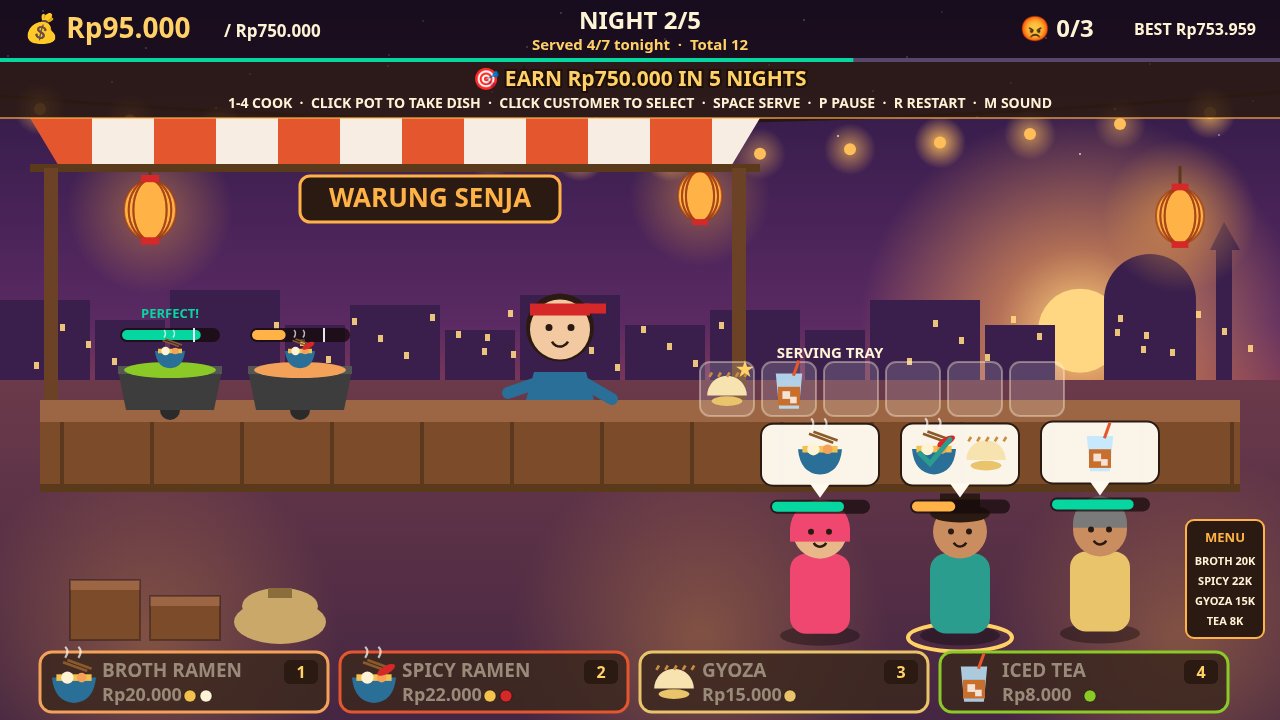 Rp95.000 / Rp750.000
NIGHT 2/5
Served 4/7 tonight · Total 12
0/3
BEST Rp753.959
EARN Rp750.000 IN 5 NIGHTS
1-4 COOK · CLICK POT TO TAKE DISH · CLICK CUSTOMER TO SELECT · SPACE SERVE · P PAUSE · R RESTART · M SOUND
WARUNG SENJA
PERFECT!
SERVING TRAY
MENU
BROTH 20K
SPICY 22K
GYOZA 15K
TEA 8K
BROTH RAMEN 1
Rp20.000
SPICY RAMEN 2
Rp22.000
GYOZA 3
Rp15.000
ICED TEA 4
Rp8.000